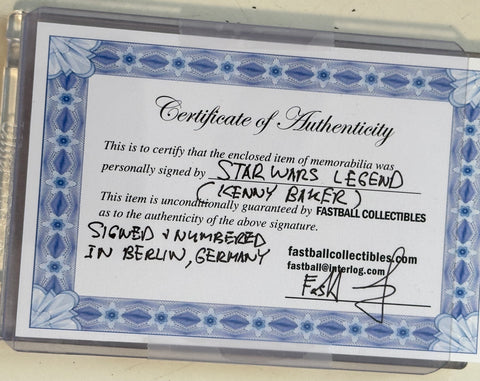 Certificate of Authenticity
This is to certify that the enclosed item of memorabilia was
personally signed by STAR WARS LEGEND
(KENNY BAKER)
This item is unconditionally guaranteed by FASTBALL COLLECTIBLES
as to the authenticity of the above signature.
SIGNED & NUMBERED
IN BERLIN, GERMANY
fastballcollectibles.com
fastball@interlog.com